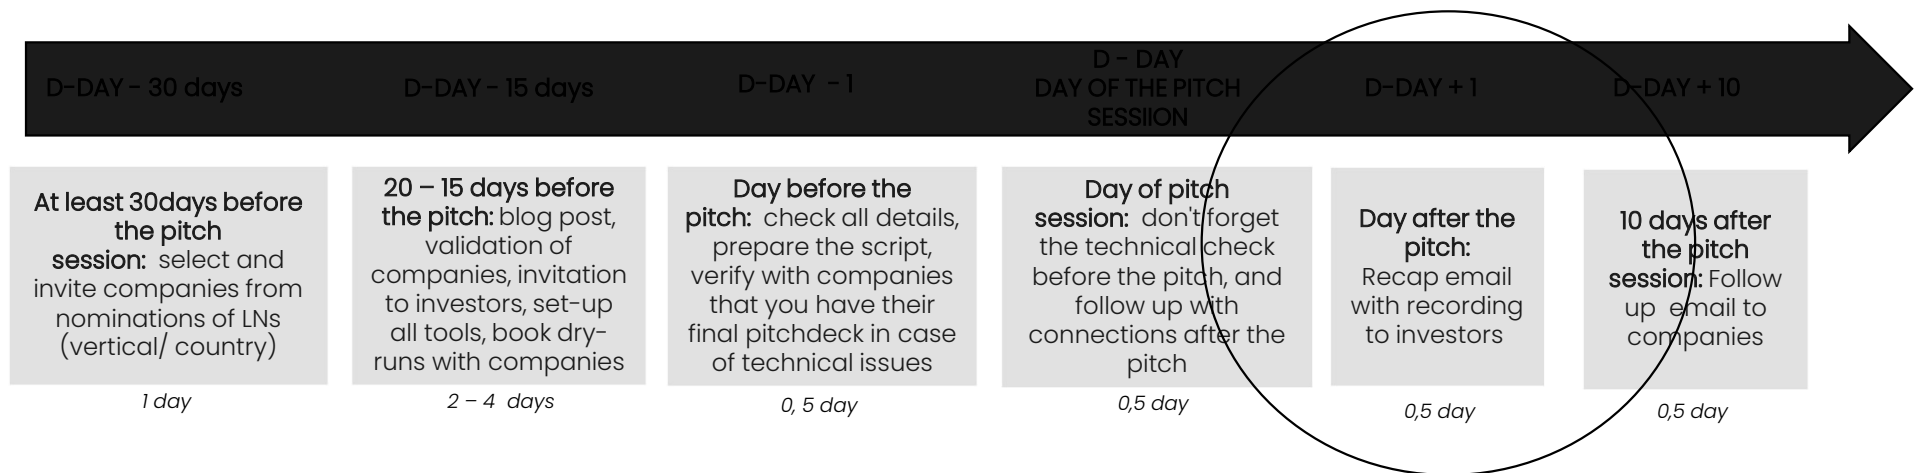 D-DAY - 30 days
D-DAY - 15 days
D-DAY - 1
D - DAY
DAY OF THE PITCH
SESSIION
D-DAY + 1
D-DAY + 10
At least 30days before
the pitch
session: select and
invite companies from
nominations of LNs
(vertical/ country)
1 day
20 – 15 days before
the pitch: blog post,
validation of
companies, invitation
to investors, set-up
all tools, book dry-
runs with companies
2 – 4 days
Day before the
pitch: check all details,
prepare the script,
verify with companies
that you have their
final pitchdeck in case
of technical issues
0, 5 day
Day of pitch
session: don't forget
the technical check
before the pitch, and
follow up with
connections after the
pitch
0,5 day
Day after the
pitch:
Recap email
with recording
to investors
0,5 day
10 days after
the pitch
session: Follow
up email to
companies
0,5 day